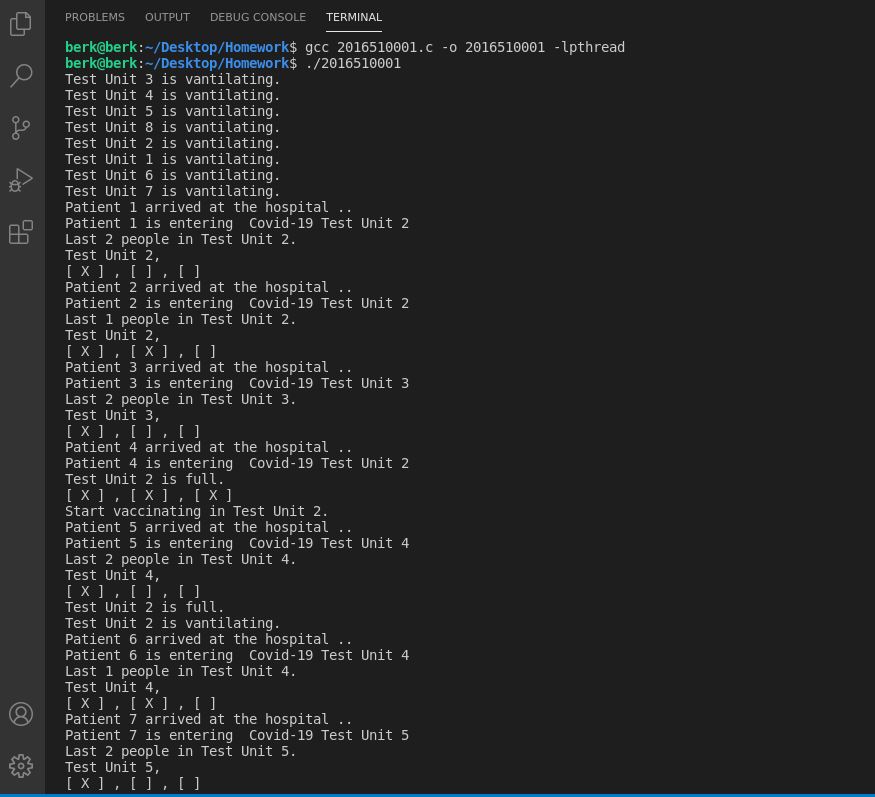 PROBLEMS OUTPUT DEBUG CONSOLE TERMINAL
berk@berk:~/Desktop/Homework$ gcc 2016510001.c -o 2016510001 -lpthread
berk@berk:~/Desktop/Homework$ ./2016510001
Test Unit 3 is vantilating.
Test Unit 4 is vantilating.
Test Unit 5 is vantilating.
Test Unit 8 is vantilating.
Test Unit 2 is vantilating.
Test Unit 1 is vantilating.
Test Unit 6 is vantilating.
Test Unit 7 is vantilating.
Patient 1 arrived at the hospital ..
Patient 1 is entering  Covid-19 Test Unit 2
Last 2 people in Test Unit 2.
Test Unit 2,
[ X ] , [ ] , [ ]
Patient 2 arrived at the hospital ..
Patient 2 is entering  Covid-19 Test Unit 2
Last 1 people in Test Unit 2.
Test Unit 2,
[ X ] , [ X ] , [ ]
Patient 3 arrived at the hospital ..
Patient 3 is entering  Covid-19 Test Unit 3
Last 2 people in Test Unit 3.
Test Unit 3,
[ X ] , [ ] , [ ]
Patient 4 arrived at the hospital ..
Patient 4 is entering  Covid-19 Test Unit 2
Test Unit 2 is full.
[ X ] , [ X ] , [ X ]
Start vaccinating in Test Unit 2.
Patient 5 arrived at the hospital ..
Patient 5 is entering  Covid-19 Test Unit 4
Last 2 people in Test Unit 4.
Test Unit 4,
[ X ] , [ ] , [ ]
Test Unit 2 is full.
Test Unit 2 is vantilating.
Patient 6 arrived at the hospital ..
Patient 6 is entering  Covid-19 Test Unit 4
Last 1 people in Test Unit 4.
Test Unit 4,
[ X ] , [ X ] , [ ]
Patient 7 arrived at the hospital ..
Patient 7 is entering  Covid-19 Test Unit 5
Last 2 people in Test Unit 5.
Test Unit 5,
[ X ] , [ ] , [ ]